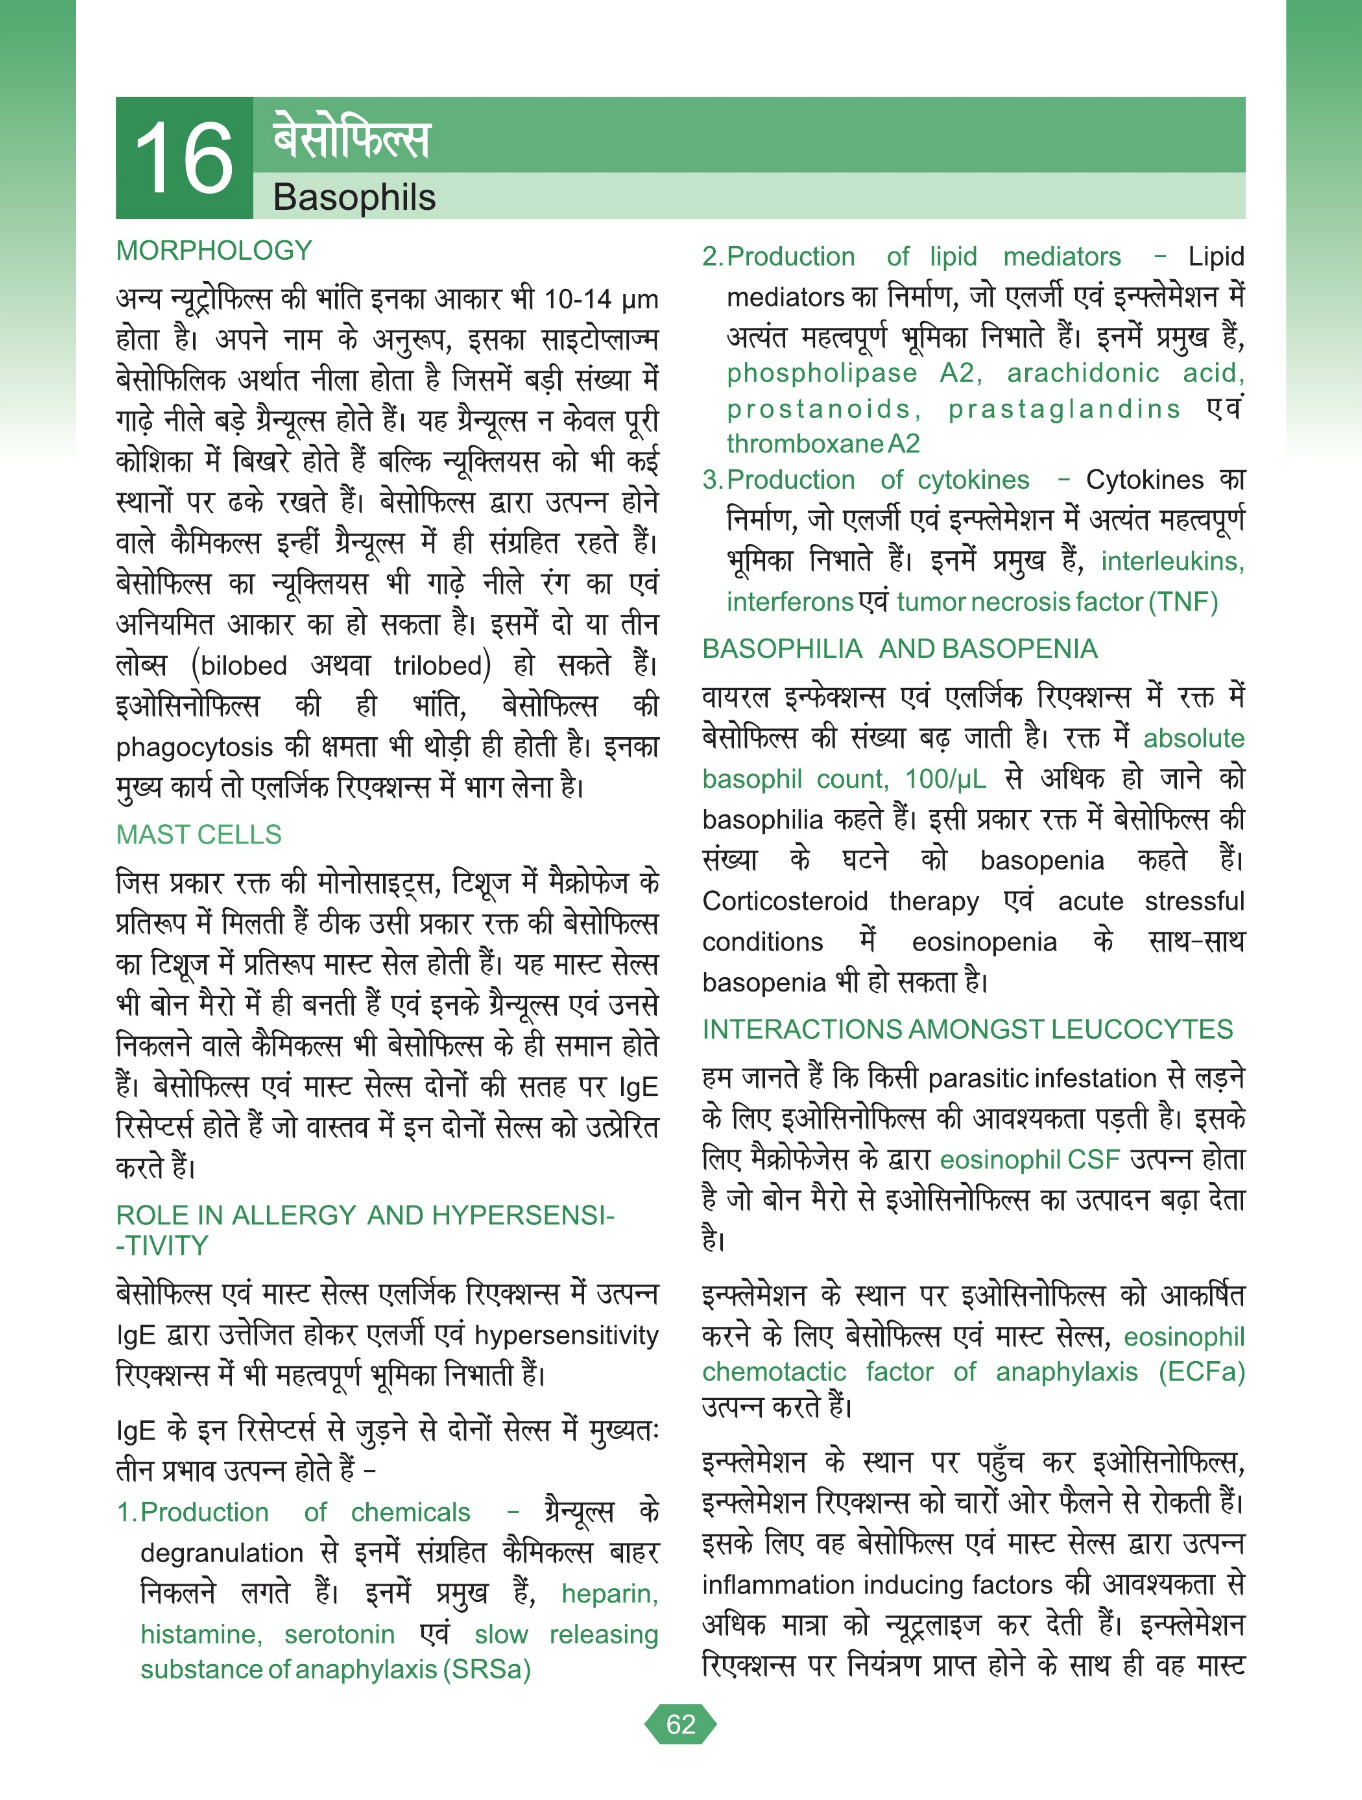 16
बेसोफिल्स
Basophils
MORPHOLOGY
अन्य न्यूट्रोफिल्स की भांति इनका आकार भी 10-14 µm
होता है। अपने नाम के अनुरूप, इसका साइटोप्लाज्म
बेसोफिलिक अर्थात नीला होता है जिसमें बड़ी संख्या में
गाढ़े नीले बड़े ग्रैन्यूल्स होते हैं। यह ग्रैन्यूल्स न केवल पूरी
कोशिका में बिखरे होते हैं बल्कि न्यूक्लियस को भी कई
स्थानों पर ढके रखते हैं। बेसोफिल्स द्वारा उत्पन्न होने
वाले कैमिकल्स इन्हीं ग्रैन्यूल्स में ही संग्रहित रहते हैं।
बेसोफिल्स का न्यूक्लियस भी गाढ़े नीले रंग का एवं
अनियमित आकार का हो सकता है। इसमें दो या तीन
लोब्स (bilobed अथवा trilobed) हो सकते हैं।
इओसिनोफिल्स की ही भांति, बेसोफिल्स की
phagocytosis की क्षमता भी थोड़ी ही होती है। इनका
मुख्य कार्य तो एलर्जिक रिएक्शन्स में भाग लेना है।
MAST CELLS
जिस प्रकार रक्त की मोनोसाइट्स, टिशूज में मैक्रोफेज के
प्रतिरूप में मिलती हैं ठीक उसी प्रकार रक्त की बेसोफिल्स
का टिशूज में प्रतिरूप मास्ट सेल होती हैं। यह मास्ट सेल्स
भी बोन मैरो में ही बनती हैं एवं इनके ग्रैन्यूल्स एवं उनसे
निकलने वाले कैमिकल्स भी बेसोफिल्स के ही समान होते
हैं। बेसोफिल्स एवं मास्ट सेल्स दोनों की सतह पर IgE
रिसेप्टर्स होते हैं जो वास्तव में इन दोनों सेल्स को उत्प्रेरित
करते हैं।
ROLE IN ALLERGY AND HYPERSENSI-
-TIVITY
बेसोफिल्स एवं मास्ट सेल्स एलर्जिक रिएक्शन्स में उत्पन्न
IgE द्वारा उत्तेजित होकर एलर्जी एवं hypersensitivity
रिएक्शन्स में भी महत्वपूर्ण भूमिका निभाती हैं।
IgE के इन रिसेप्टर्स से जुड़ने से दोनों सेल्स में मुख्यतः
तीन प्रभाव उत्पन्न होते हैं –
1. Production of chemicals – ग्रैन्यूल्स के
degranulation से इनमें संग्रहित कैमिकल्स बाहर
निकलने लगते हैं। इनमें प्रमुख हैं, heparin,
histamine, serotonin एवं slow releasing
substance of anaphylaxis (SRSa)
2. Production of lipid mediators – Lipid
mediators का निर्माण, जो एलर्जी एवं इन्फ्लेमेशन में
अत्यंत महत्वपूर्ण भूमिका निभाते हैं। इनमें प्रमुख हैं,
phospholipase A2, arachidonic acid,
prostanoids, prastaglandins एवं
thromboxane A2
3. Production of cytokines – Cytokines का
निर्माण, जो एलर्जी एवं इन्फ्लेमेशन में अत्यंत महत्वपूर्ण
भूमिका निभाते हैं। इनमें प्रमुख हैं, interleukins,
interferons एवं tumor necrosis factor (TNF)
BASOPHILIA AND BASOPENIA
वायरल इन्फेक्शन्स एवं एलर्जिक रिएक्शन्स में रक्त में
बेसोफिल्स की संख्या बढ़ जाती है। रक्त में absolute
basophil count, 100/µL से अधिक हो जाने को
basophilia कहते हैं। इसी प्रकार रक्त में बेसोफिल्स की
संख्या के घटने को basopenia कहते हैं।
Corticosteroid therapy एवं acute stressful
conditions में eosinopenia के साथ-साथ
basopenia भी हो सकता है।
INTERACTIONS AMONGST LEUCOCYTES
हम जानते हैं कि किसी parasitic infestation से लड़ने
के लिए इओसिनोफिल्स की आवश्यकता पड़ती है। इसके
लिए मैक्रोफेजेस के द्वारा eosinophil CSF उत्पन्न होता
है जो बोन मैरो से इओसिनोफिल्स का उत्पादन बढ़ा देता
है।
इन्फ्लेमेशन के स्थान पर इओसिनोफिल्स को आकर्षित
करने के लिए बेसोफिल्स एवं मास्ट सेल्स, eosinophil
chemotactic factor of anaphylaxis (ECFa)
उत्पन्न करते हैं।
इन्फ्लेमेशन के स्थान पर पहुँच कर इओसिनोफिल्स,
इन्फ्लेमेशन रिएक्शन्स को चारों ओर फैलने से रोकती हैं।
इसके लिए वह बेसोफिल्स एवं मास्ट सेल्स द्वारा उत्पन्न
inflammation inducing factors की आवश्यकता से
अधिक मात्रा को न्यूट्रलाइज कर देती हैं। इन्फ्लेमेशन
रिएक्शन्स पर नियंत्रण प्राप्त होने के साथ ही वह मास्ट
62